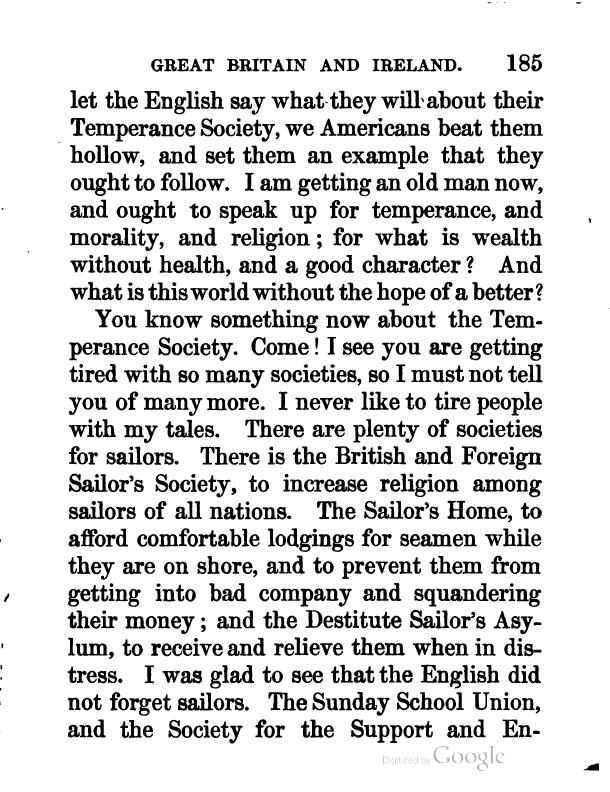 GREAT BRITAIN AND IRELAND. 185
let the English say what they will about their
Temperance Society, we Americans beat them
hollow, and set them an example that they
ought to follow. I am getting an old man now,
and ought to speak up for temperance, and
morality, and religion ; for what is wealth
without health, and a good character ? And
what is this world without the hope of a better ?
You know something now about the Tem-
perance Society. Come ! I see you are getting
tired with so many societies, so I must not tell
you of many more. I never like to tire people
with my tales. There are plenty of societies
for sailors. There is the British and Foreign
Sailor's Society, to increase religion among
sailors of all nations. The Sailor's Home, to
afford comfortable lodgings for seamen while
they are on shore, and to prevent them from
getting into bad company and squandering
their money ; and the Destitute Sailor's Asy-
lum, to receive and relieve them when in dis-
tress. I was glad to see that the English did
not forget sailors. The Sunday School Union,
and the Society for the Support and En-
Digitized by Google